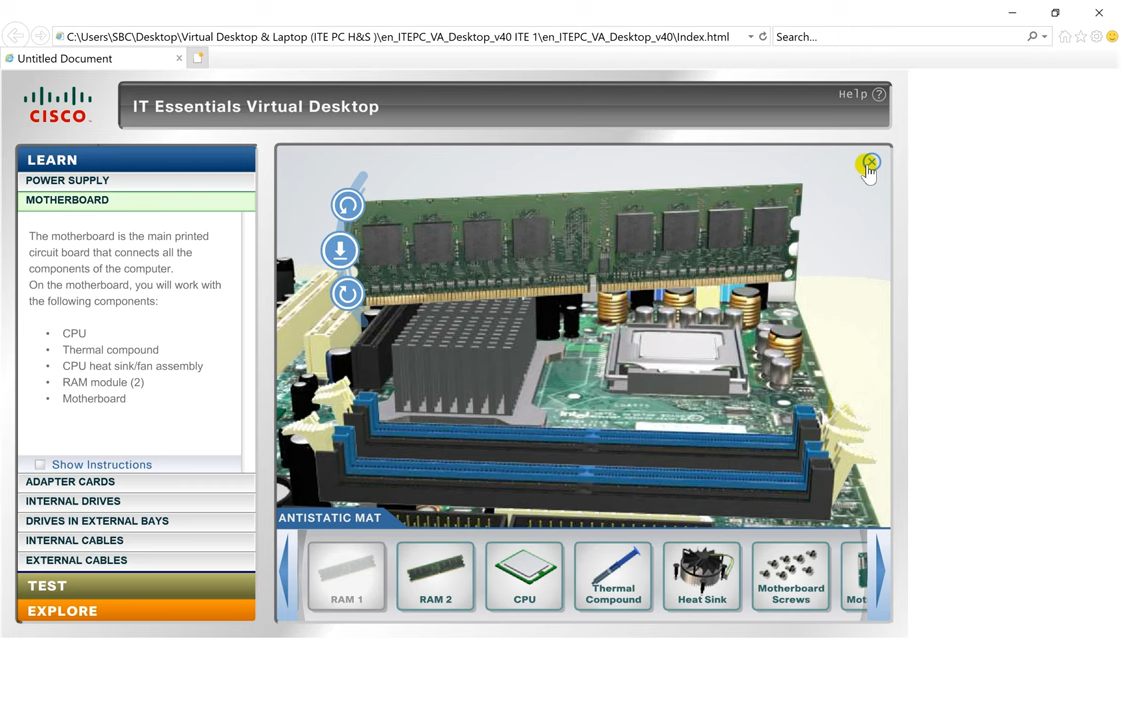 C:\Users\SBC\Desktop\Virtual Desktop & Laptop (ITE PC H&S )\en_ITEPC_VA_Desktop_v40 ITE 1\en_ITEPC_VA_Desktop_v40\Index.html
Search...
Untitled Document
CISCO
IT Essentials Virtual Desktop
Help ?
LEARN
POWER SUPPLY
MOTHERBOARD
The motherboard is the main printed
circuit board that connects all the
components of the computer.
On the motherboard, you will work with
the following components:
• CPU
• Thermal compound
• CPU heat sink/fan assembly
• RAM module (2)
• Motherboard
Show Instructions
ADAPTER CARDS
INTERNAL DRIVES
DRIVES IN EXTERNAL BAYS
INTERNAL CABLES
EXTERNAL CABLES
TEST
EXPLORE
ANTISTATIC MAT
RAM 1
RAM 2
CPU
Thermal
Compound
Heat Sink
Motherboard
Screws
Mot